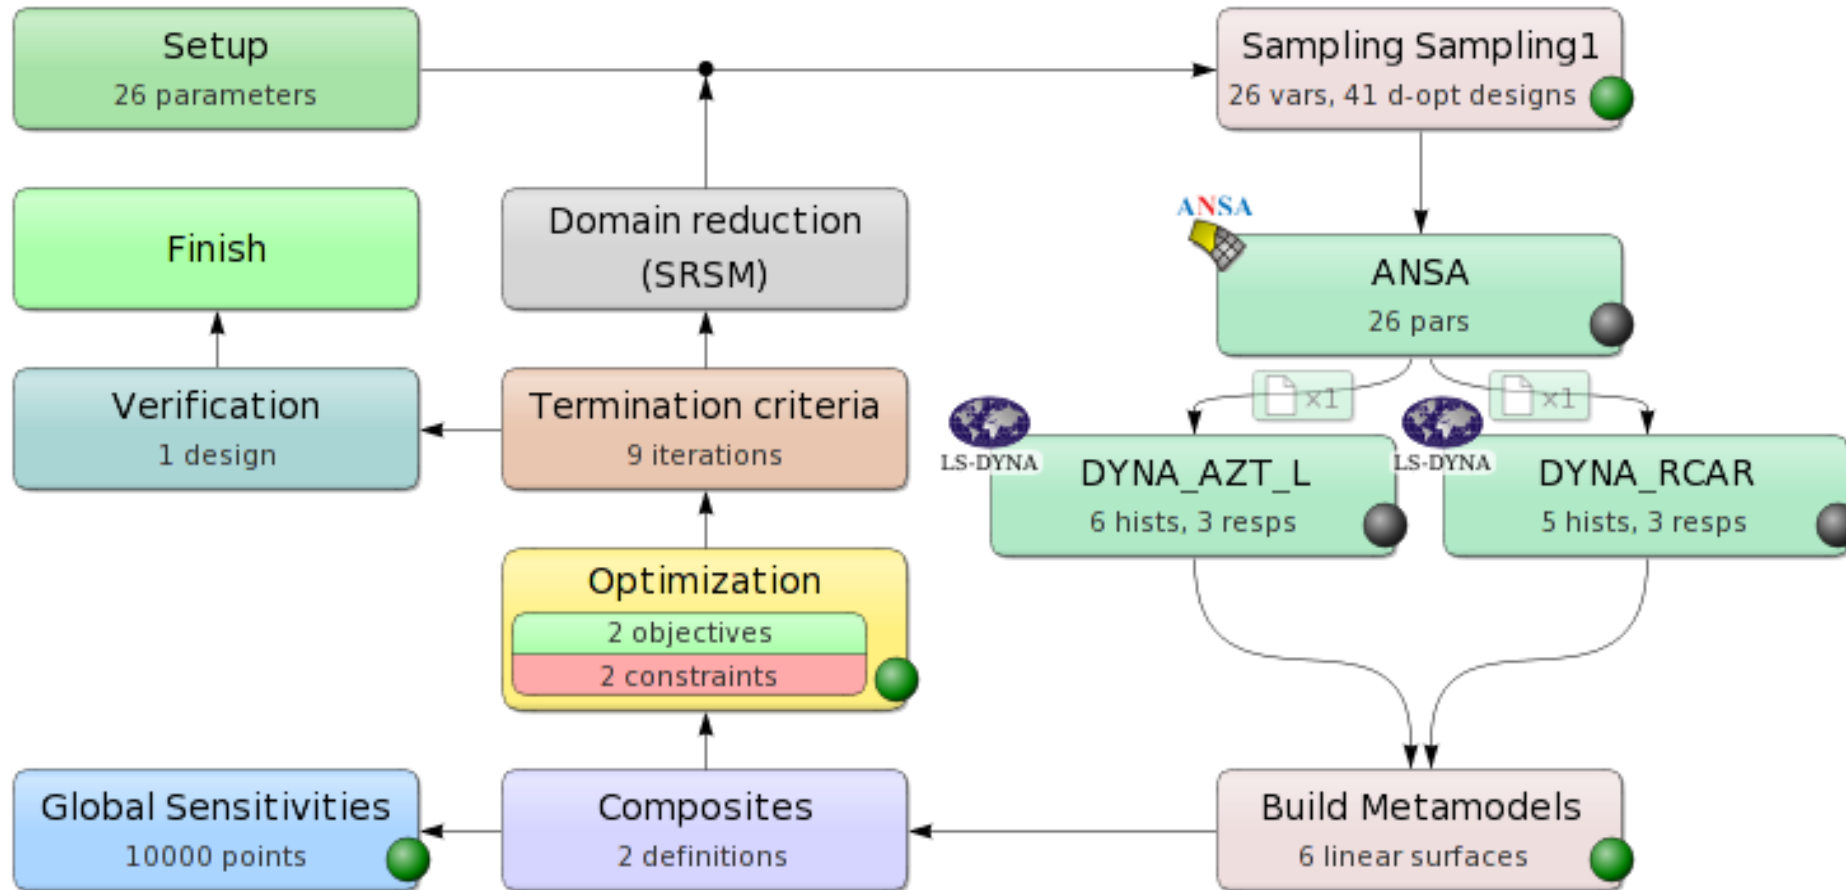 Setup
26 parameters
Sampling Sampling1
26 vars, 41 d-opt designs
Finish
Domain reduction
(SRSM)
ANSA
ANSA
26 pars
Verification
1 design
Termination criteria
9 iterations
x1
x1
LS-DYNA
DYNA_AZT_L
6 hists, 3 resps
LS-DYNA
DYNA_RCAR
5 hists, 3 resps
Optimization
2 objectives
2 constraints
Global Sensitivities
10000 points
Composites
2 definitions
Build Metamodels
6 linear surfaces